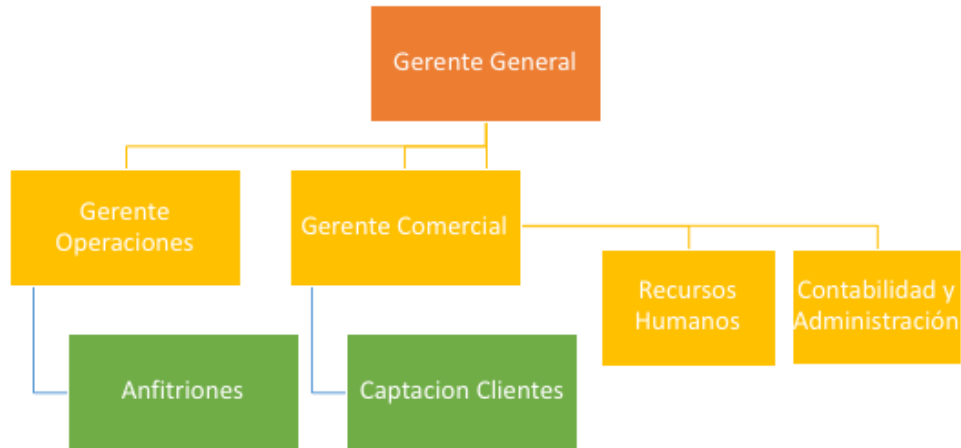 Gerente General
Gerente
Operaciones
Gerente Comercial
Recursos
Humanos
Contabilidad y
Administración
Anfitriones
Captacion Clientes